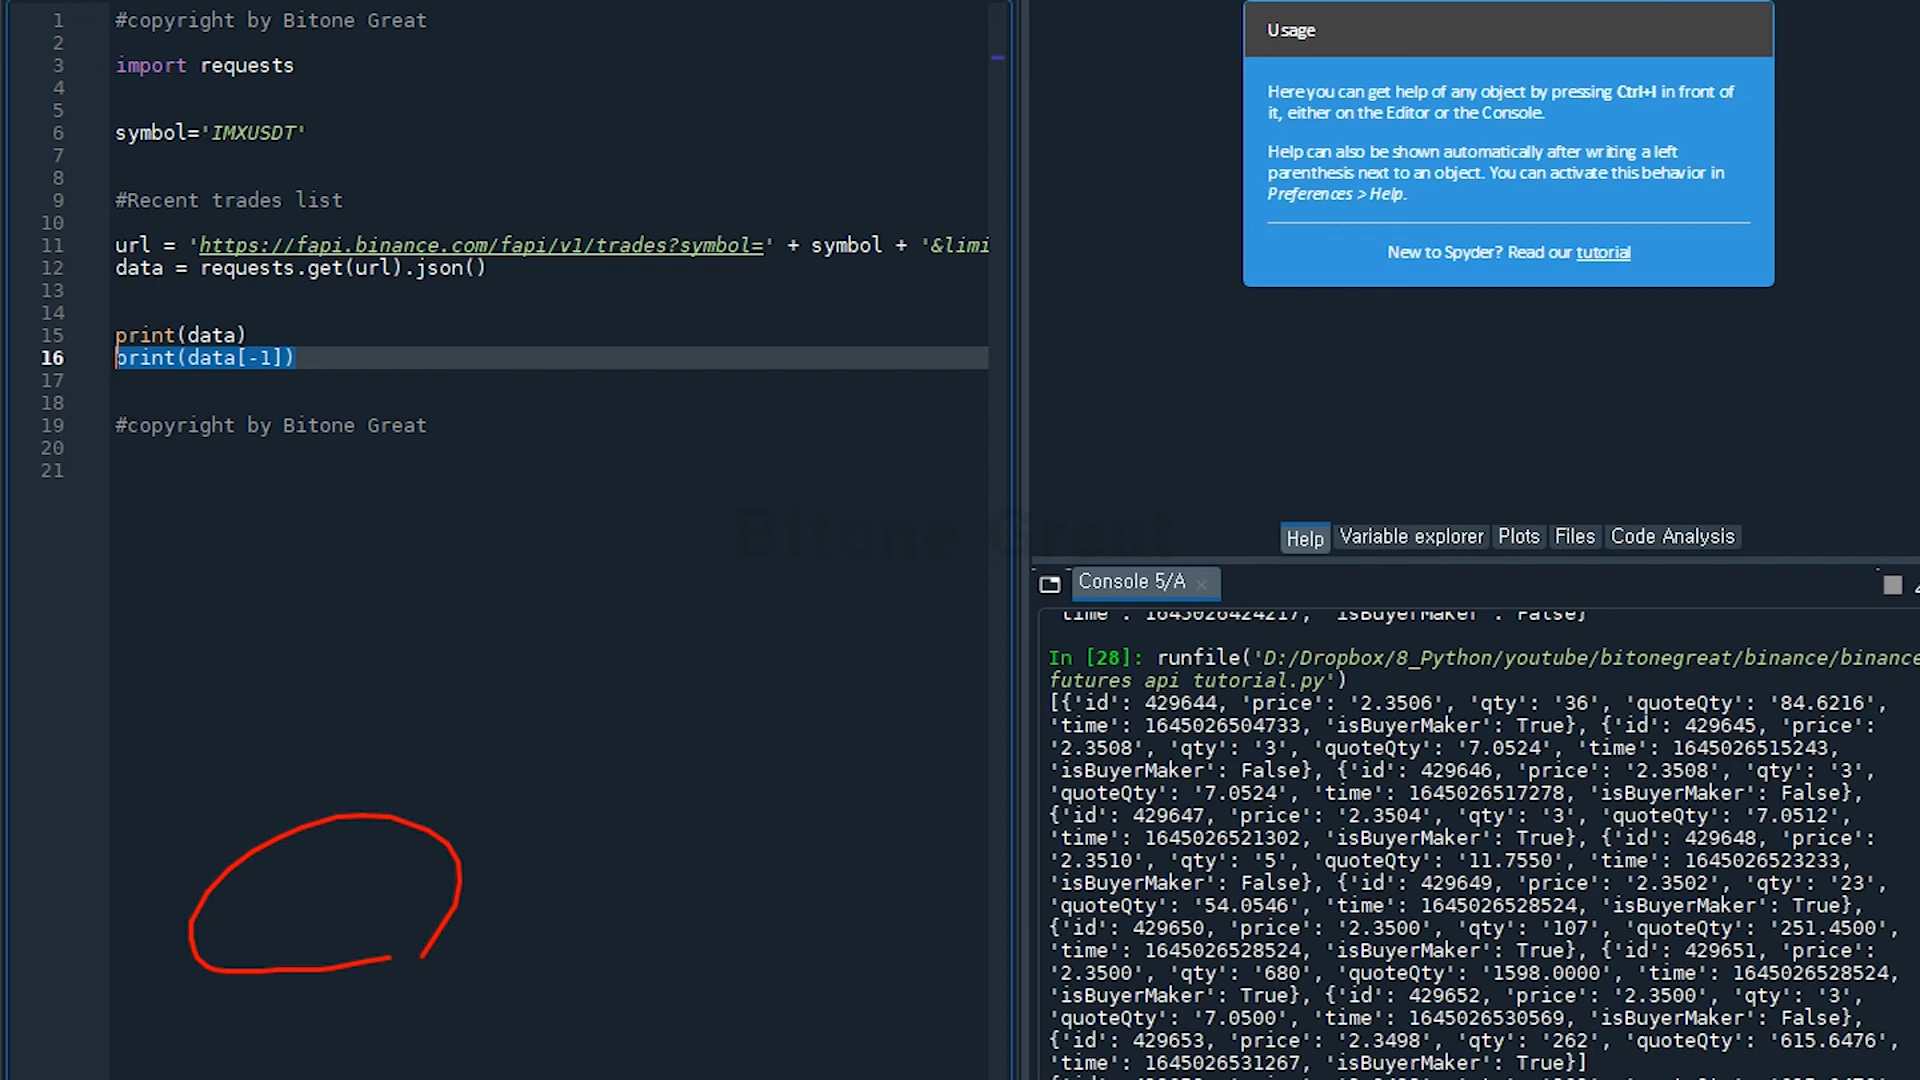 1 #copyright by Bitone Great
2
3 import requests
4
5
6 symbol='IMXUSDT'
7
8
9 #Recent trades list
10
11 url = 'https://fapi.binance.com/fapi/v1/trades?symbol=' + symbol + '&limi
12 data = requests.get(url).json()
13
14
15 print(data)
16 print(data[-1])
17
18
19 #copyright by Bitone Great
20
21
Bitone Great
Usage
Here you can get help of any object by pressing Ctrl+I in front of
it, either on the Editor or the Console.
Help can also be shown automatically after writing a left
parenthesis next to an object. You can activate this behavior in
Preferences > Help.
New to Spyder? Read our tutorial
Help Variable explorer Plots Files Code Analysis
Console 5/A
'time': 1645026424217, 'isBuyerMaker': False}
In [28]: runfile('D:/Dropbox/8_Python/youtube/bitonegreat/binance/binance
futures api tutorial.py')
[{'id': 429644, 'price': '2.3506', 'qty': '36', 'quoteQty': '84.6216',
'time': 1645026504733, 'isBuyerMaker': True}, {'id': 429645, 'price':
'2.3508', 'qty': '3', 'quoteQty': '7.0524', 'time': 1645026515243,
'isBuyerMaker': False}, {'id': 429646, 'price': '2.3508', 'qty': '3',
'quoteQty': '7.0524', 'time': 1645026517278, 'isBuyerMaker': False},
{'id': 429647, 'price': '2.3504', 'qty': '3', 'quoteQty': '7.0512',
'time': 1645026521302, 'isBuyerMaker': True}, {'id': 429648, 'price':
'2.3510', 'qty': '5', 'quoteQty': '11.7550', 'time': 1645026523233,
'isBuyerMaker': False}, {'id': 429649, 'price': '2.3502', 'qty': '23',
'quoteQty': '54.0546', 'time': 1645026528524, 'isBuyerMaker': True},
{'id': 429650, 'price': '2.3500', 'qty': '107', 'quoteQty': '251.4500',
'time': 1645026528524, 'isBuyerMaker': True}, {'id': 429651, 'price':
'2.3500', 'qty': '680', 'quoteQty': '1598.0000', 'time': 1645026528524,
'isBuyerMaker': True}, {'id': 429652, 'price': '2.3500', 'qty': '3',
'quoteQty': '7.0500', 'time': 1645026530569, 'isBuyerMaker': False},
{'id': 429653, 'price': '2.3498', 'qty': '262', 'quoteQty': '615.6476',
'time': 1645026531267, 'isBuyerMaker': True}]